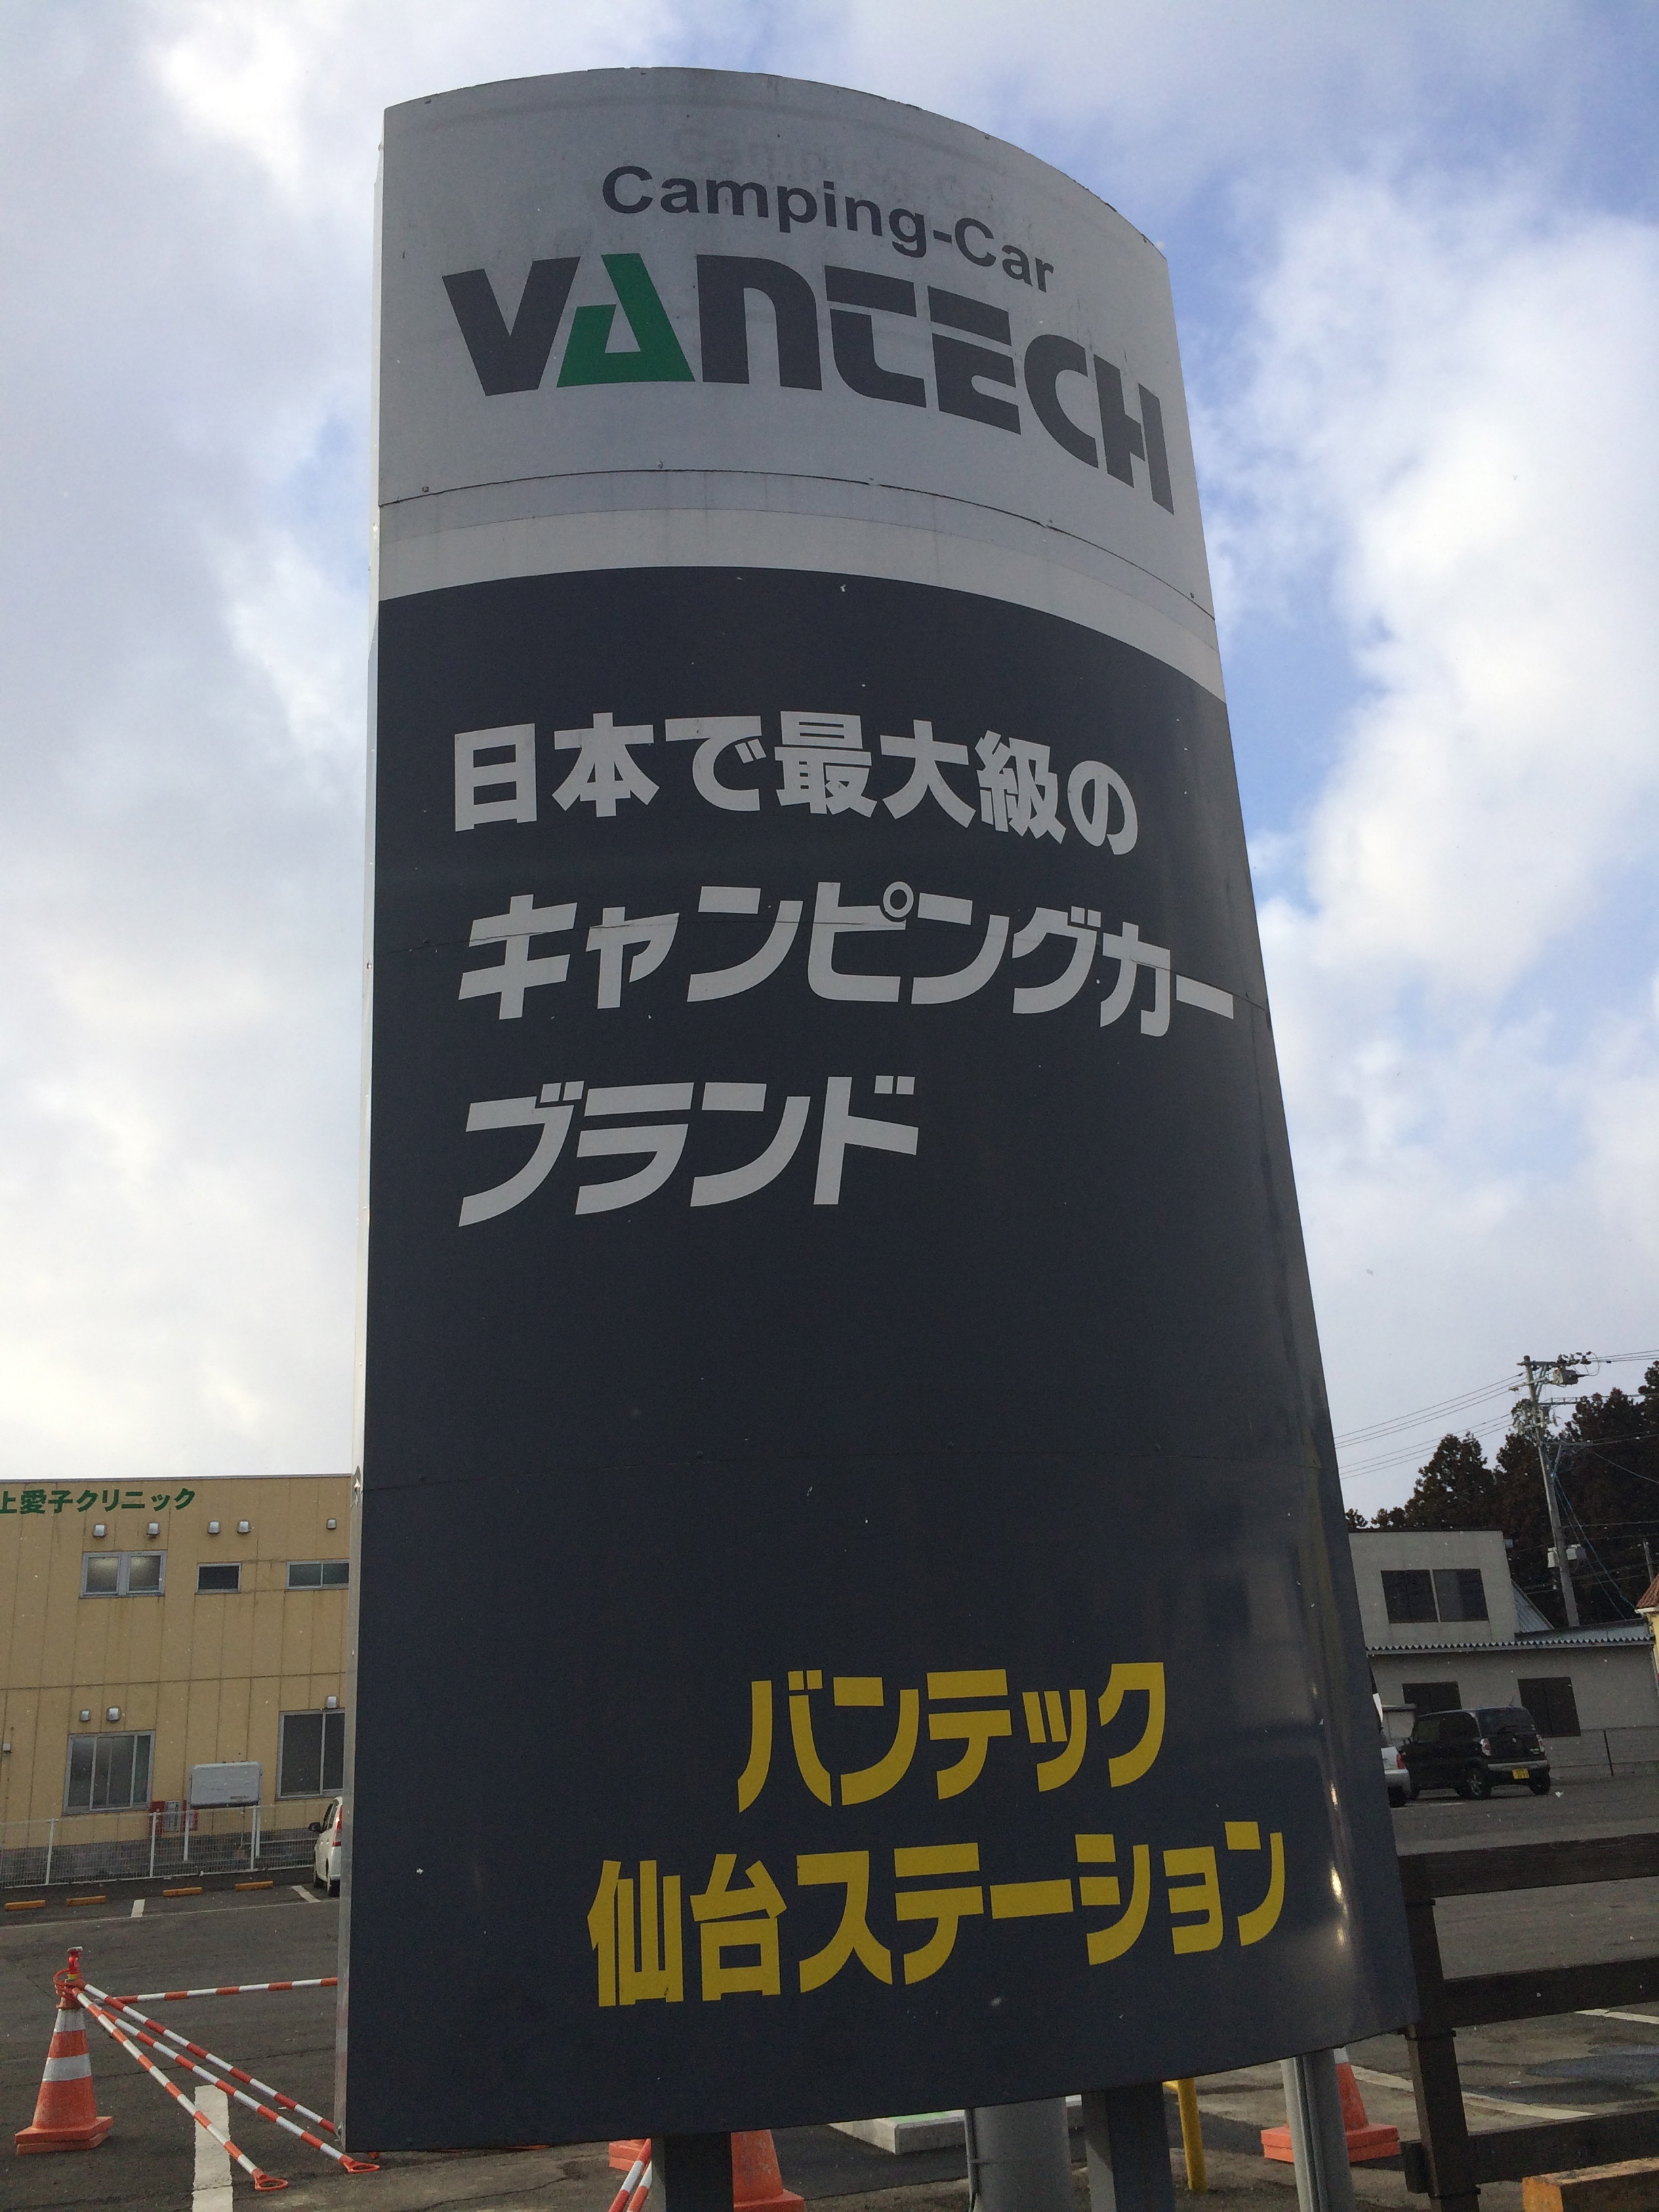 Camping-Car
VANTECH
日本で最大級の
キャンピングカー
ブランド
上愛子クリニック
バンテック
仙台ステーション